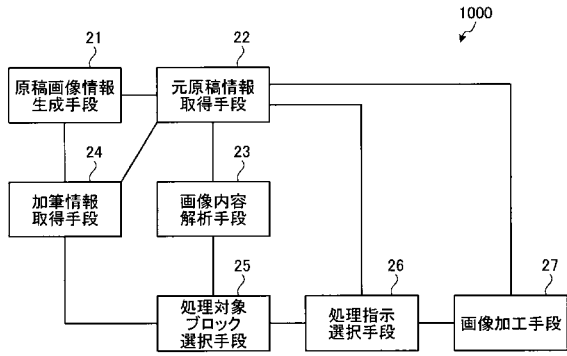 1000
21
原稿画像情報
生成手段
22
元原稿情報
取得手段
24
加筆情報
取得手段
23
画像内容
解析手段
25
処理対象
ブロック
選択手段
26
処理指示
選択手段
27
画像加工手段